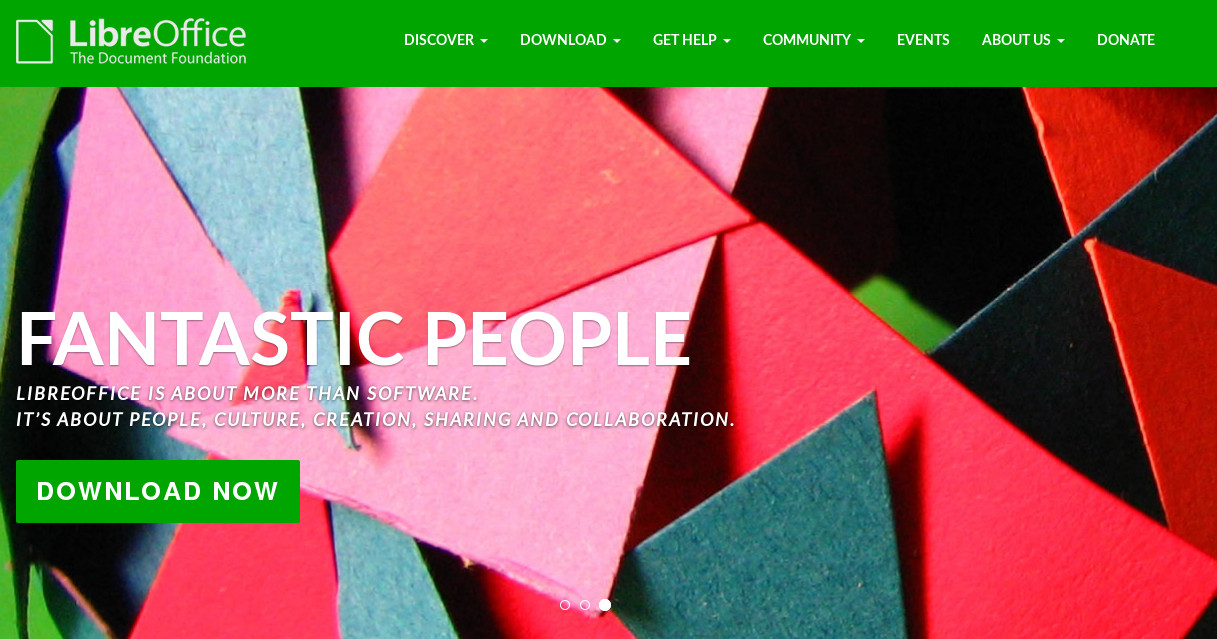 LibreOffice
The Document Foundation
DISCOVER
DOWNLOAD
GET HELP
COMMUNITY
EVENTS
ABOUT US
DONATE
FANTASTIC PEOPLE
LIBREOFFICE IS ABOUT MORE THAN SOFTWARE.
IT’S ABOUT PEOPLE, CULTURE, CREATION, SHARING AND COLLABORATION.
DOWNLOAD NOW